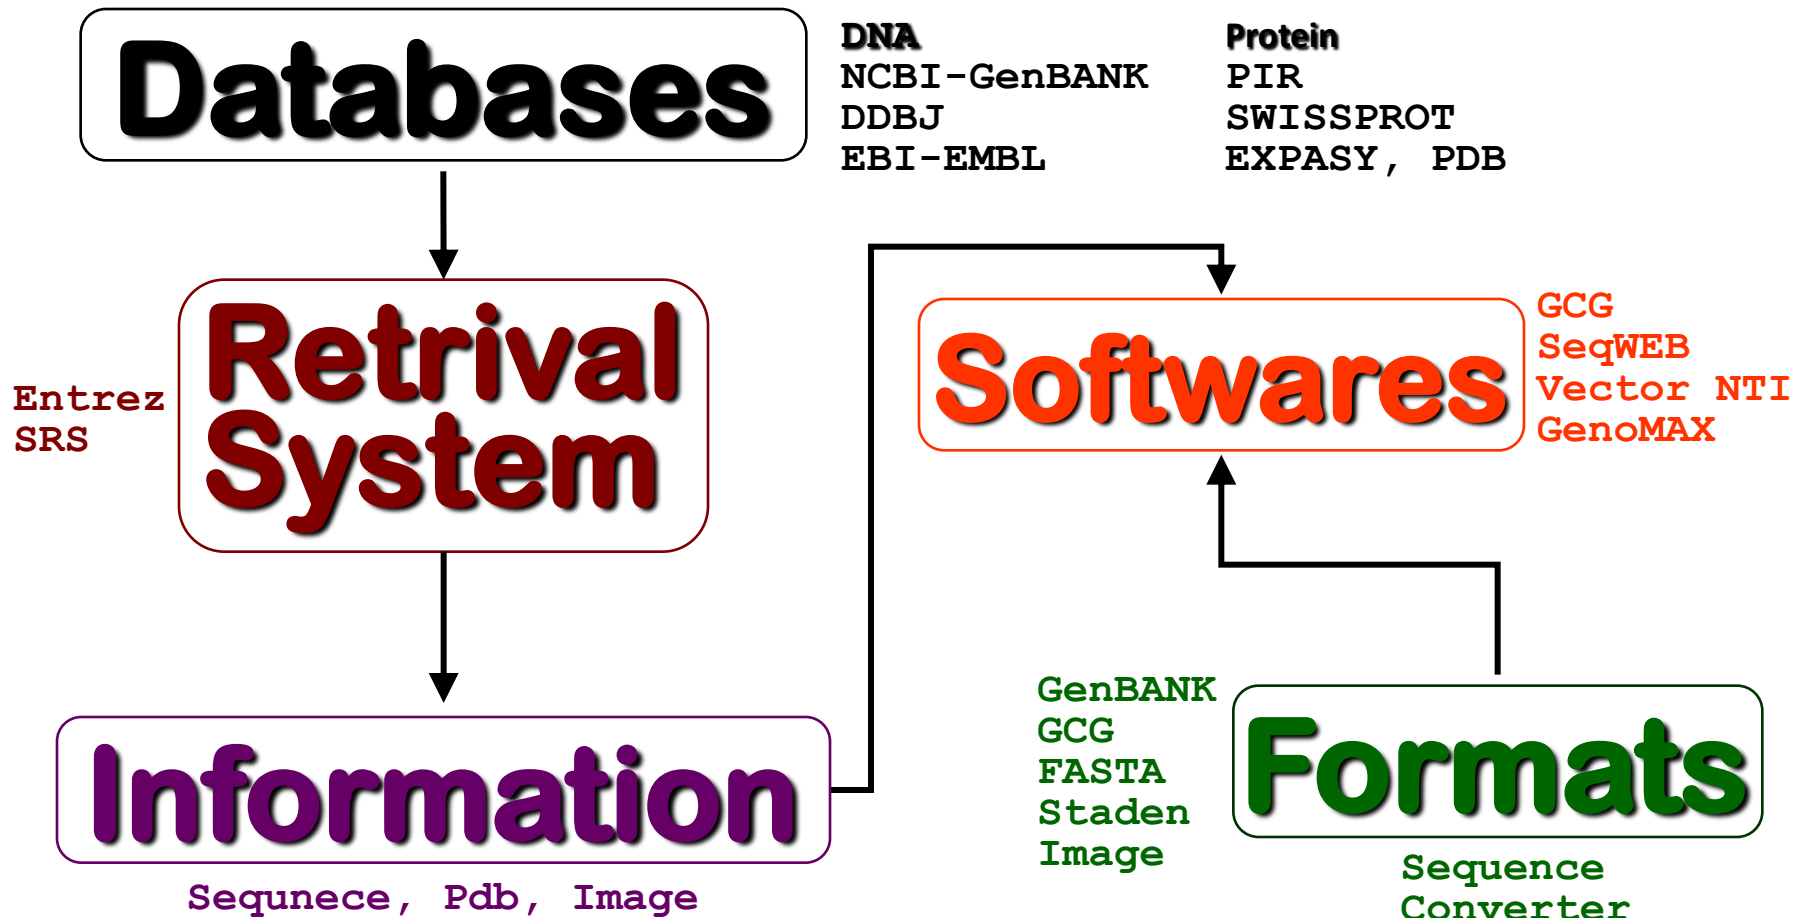 Databases
DNA
NCBI-GenBANK
DDBJ
EBI-EMBL
Protein
PIR
SWISSPROT
EXPASY, PDB
Retrival
System
Entrez
SRS
Softwares
GCG
SeqWEB
Vector NTI
GenoMAX
Information
Sequnece, Pdb, Image
GenBANK
GCG
FASTA
Staden
Image
Formats
Sequence
Converter